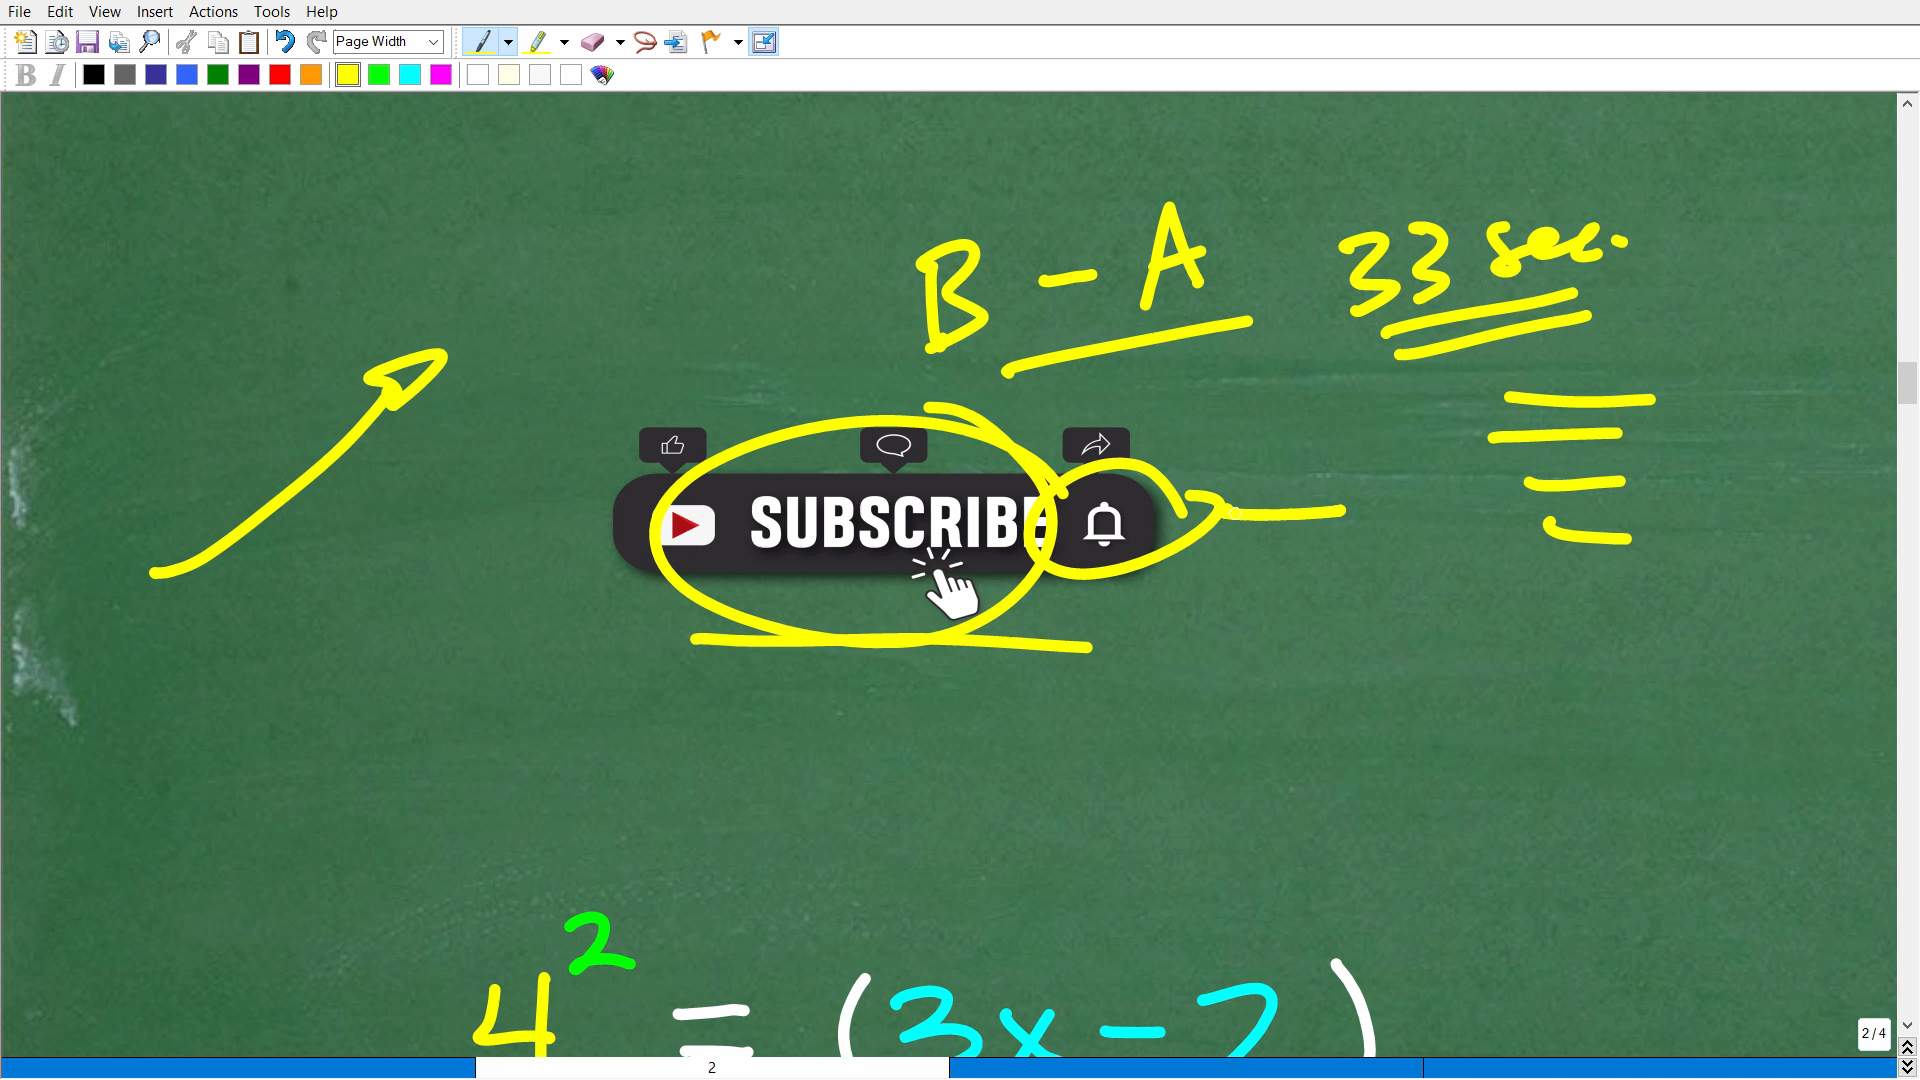 File Edit View Insert Actions Tools Help
Page Width
B I
B - A 33 sec.
SUBSCRIBE
4² = (3x - 7)
2 / 4
2